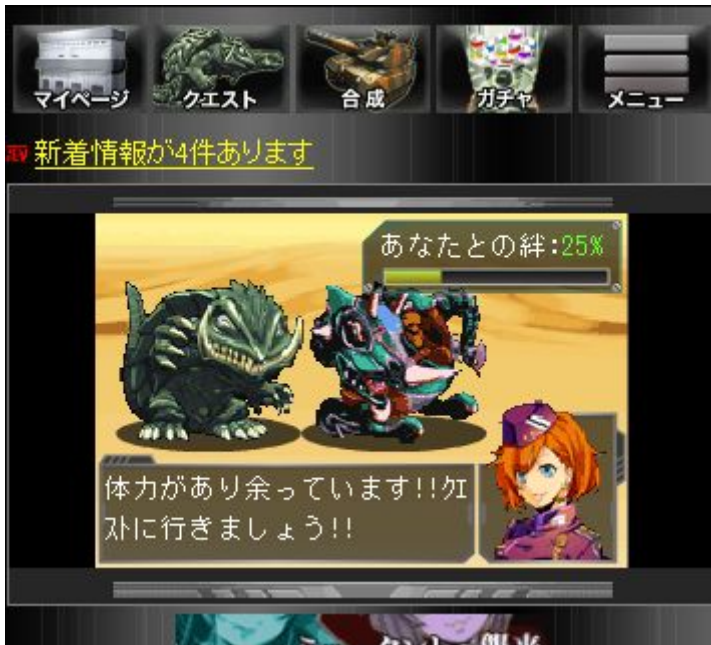 マイページ
クエスト
合成
ガチャ
メニュー
新着情報が4件あります
あなたとの絆:25%
体力があり余っています!!ｸｴ
ｽﾄに行きましょう!!